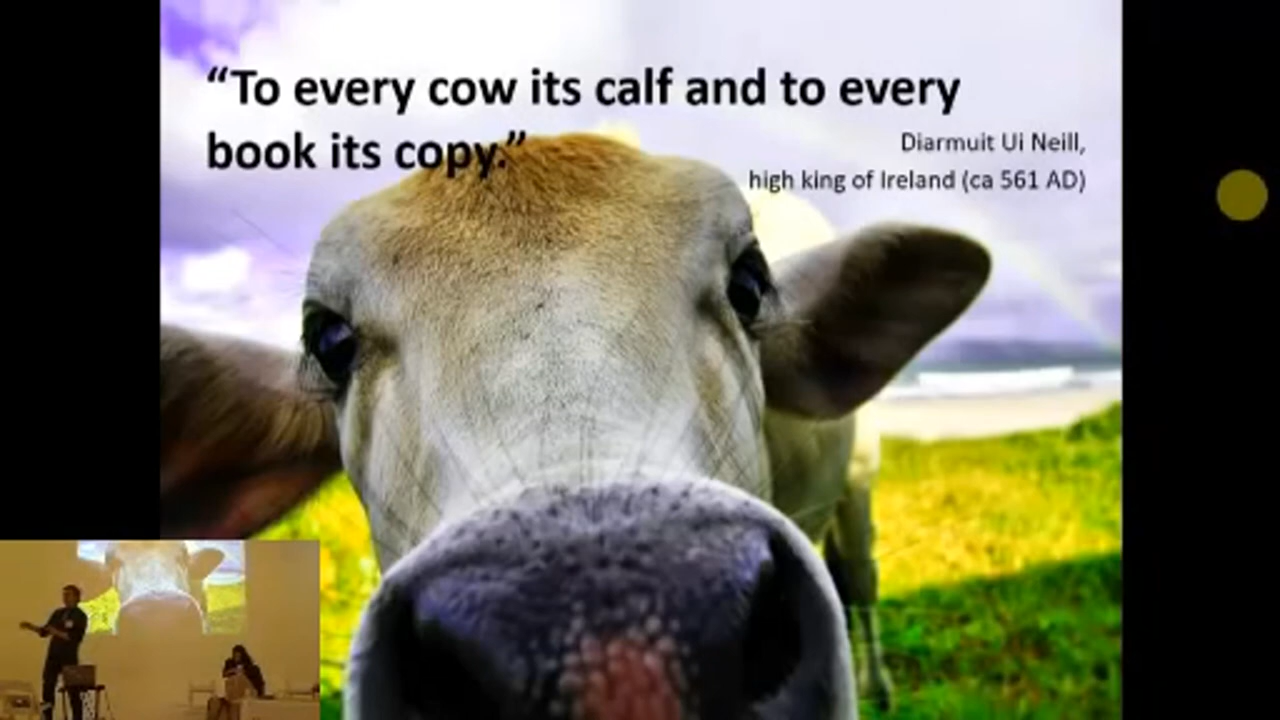 “To every cow its calf and to every
book its copy.”
Diarmuit Ui Neill,
high king of Ireland (ca 561 AD)